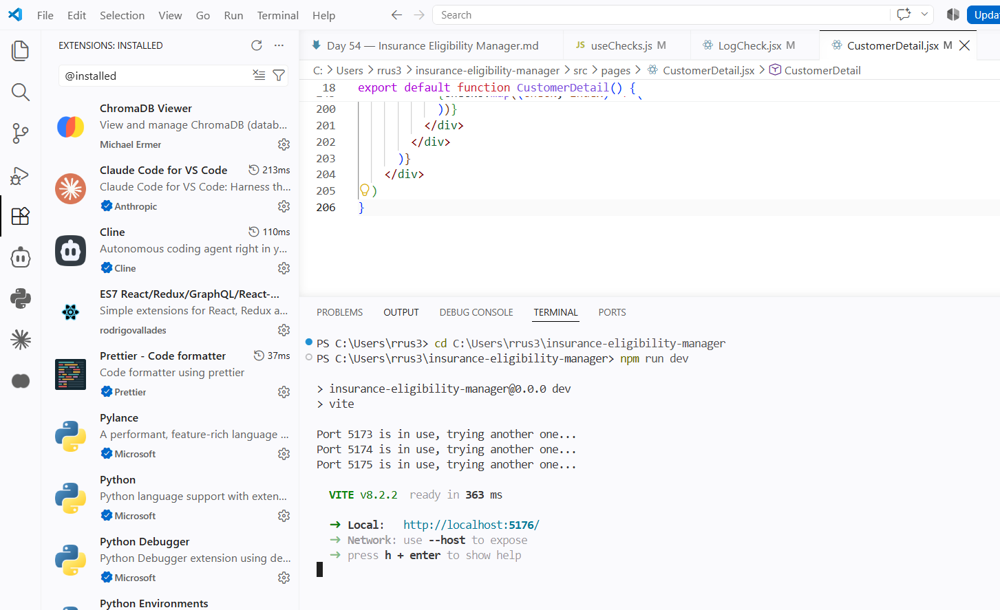 File Edit Selection View Go Run Terminal Help
Search
Upda
EXTENSIONS: INSTALLED
@installed
ChromaDB Viewer
View and manage ChromaDB (datab...
Michael Ermer
Claude Code for VS Code 213ms
Claude Code for VS Code: Harness th...
Anthropic
Cline 110ms
Autonomous coding agent right in y...
Cline
ES7 React/Redux/GraphQL/React-...
Simple extensions for React, Redux a...
rodrigovallades
Prettier - Code formatter 37ms
Code formatter using prettier
Prettier
Pylance
A performant, feature-rich language ...
Microsoft
Python
Python language support with exten...
Microsoft
Python Debugger
Python Debugger extension using de...
Microsoft
Python Environments
Day 54 — Insurance Eligibility Manager.md
JS useChecks.js M
LogCheck.jsx M
CustomerDetail.jsx M
C: > Users > rrus3 > insurance-eligibility-manager > src > pages > CustomerDetail.jsx > CustomerDetail
18 export default function CustomerDetail() {
200 ))}
201 </div>
202 </div>
203 )}
204 </div>
205 )
206 }
PROBLEMS OUTPUT DEBUG CONSOLE TERMINAL PORTS
PS C:\Users\rrus3> cd C:\Users\rrus3\insurance-eligibility-manager
PS C:\Users\rrus3\insurance-eligibility-manager> npm run dev
> insurance-eligibility-manager@0.0.0 dev
> vite
Port 5173 is in use, trying another one...
Port 5174 is in use, trying another one...
Port 5175 is in use, trying another one...
VITE v8.2.2 ready in 363 ms
➜ Local: http://localhost:5176/
➜ Network: use --host to expose
➜ press h + enter to show help